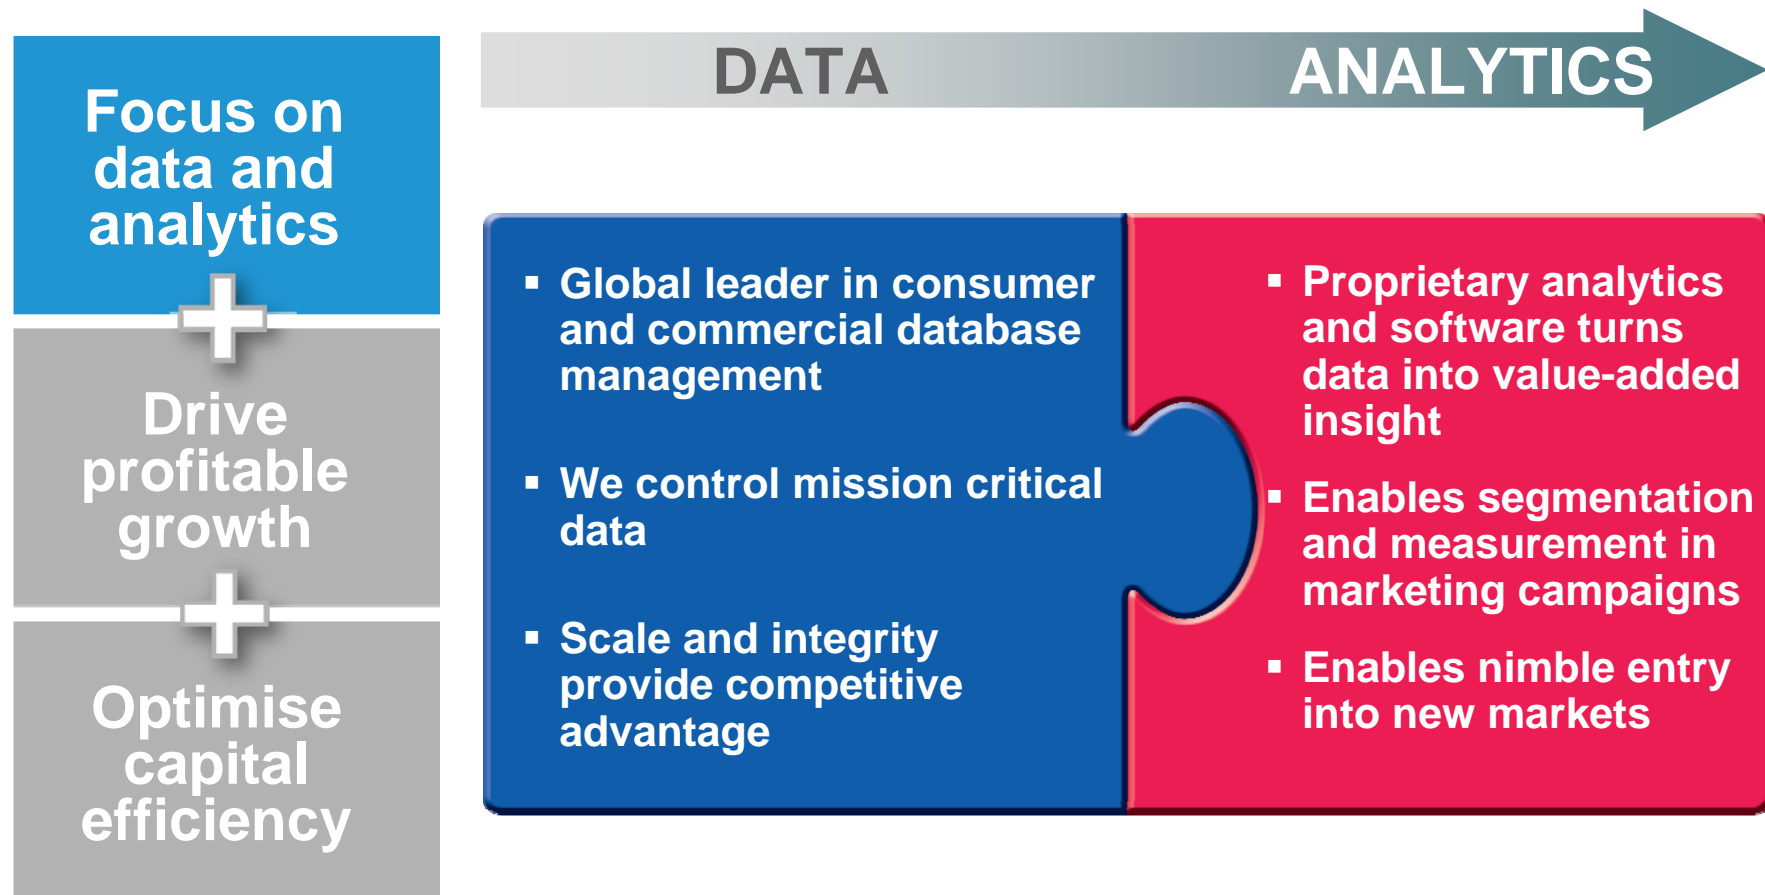 Focus on
data and
analytics
Drive
profitable
growth
Optimise
capital
efficiency
DATA
ANALYTICS
▪ Global leader in consumer
and commercial database
management
▪ We control mission critical
data
▪ Scale and integrity
provide competitive
advantage
▪ Proprietary analytics
and software turns
data into value-added
insight
▪ Enables segmentation
and measurement in
marketing campaigns
▪ Enables nimble entry
into new markets